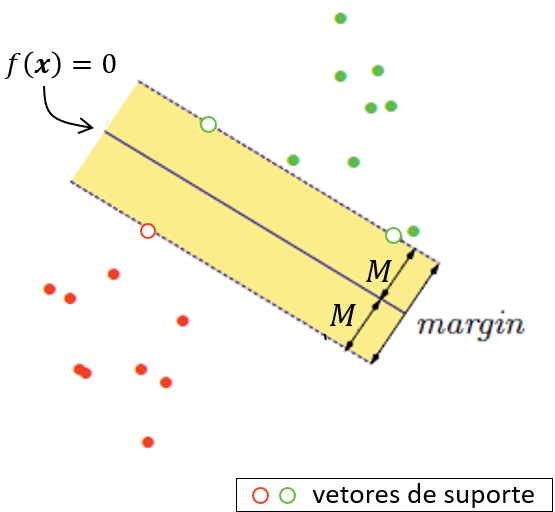 f(x) = 0
M
M
margin
vetores de suporte